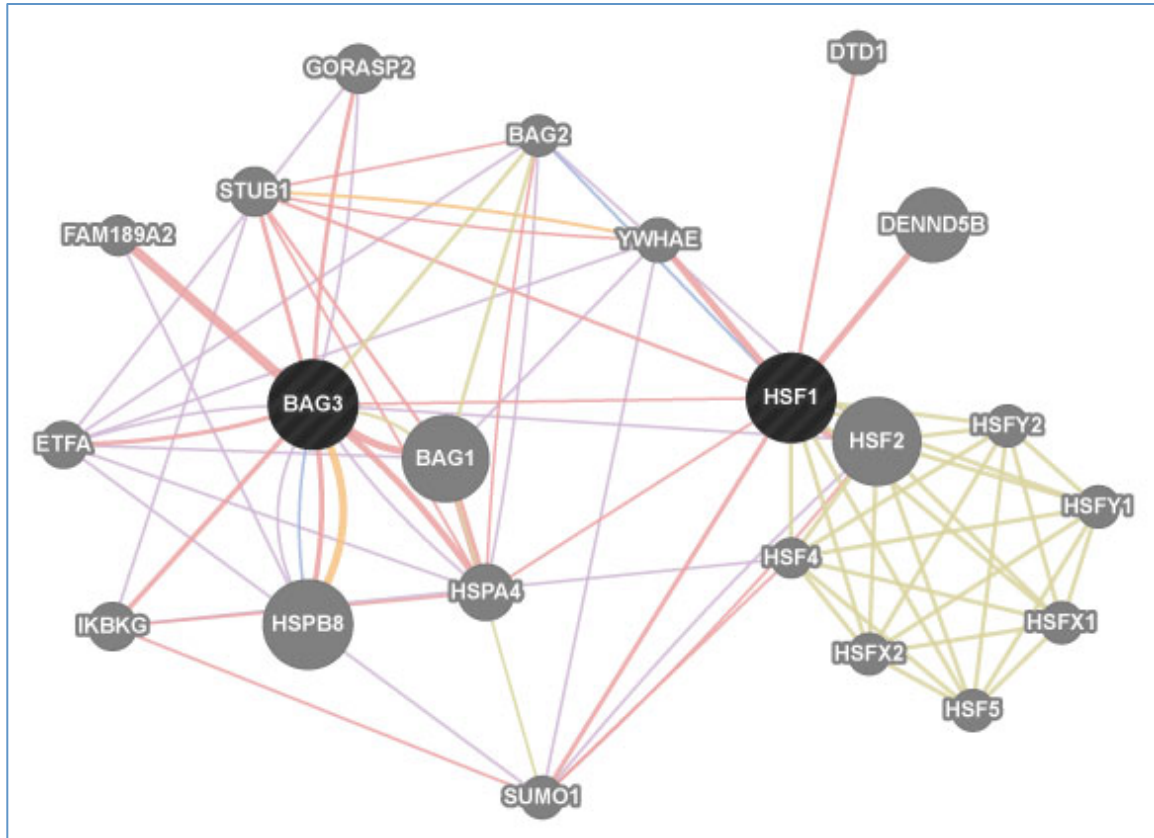 DTD1
GORASP2
BAG2
STUB1
DENND5B
FAM189A2
YWHAE
BAG3
HSF1
HSFY2
HSF2
ETFA
BAG1
HSFY1
HSF4
HSPA4
IKBKG
HSPB8
HSFX1
HSFX2
HSF5
SUMO1